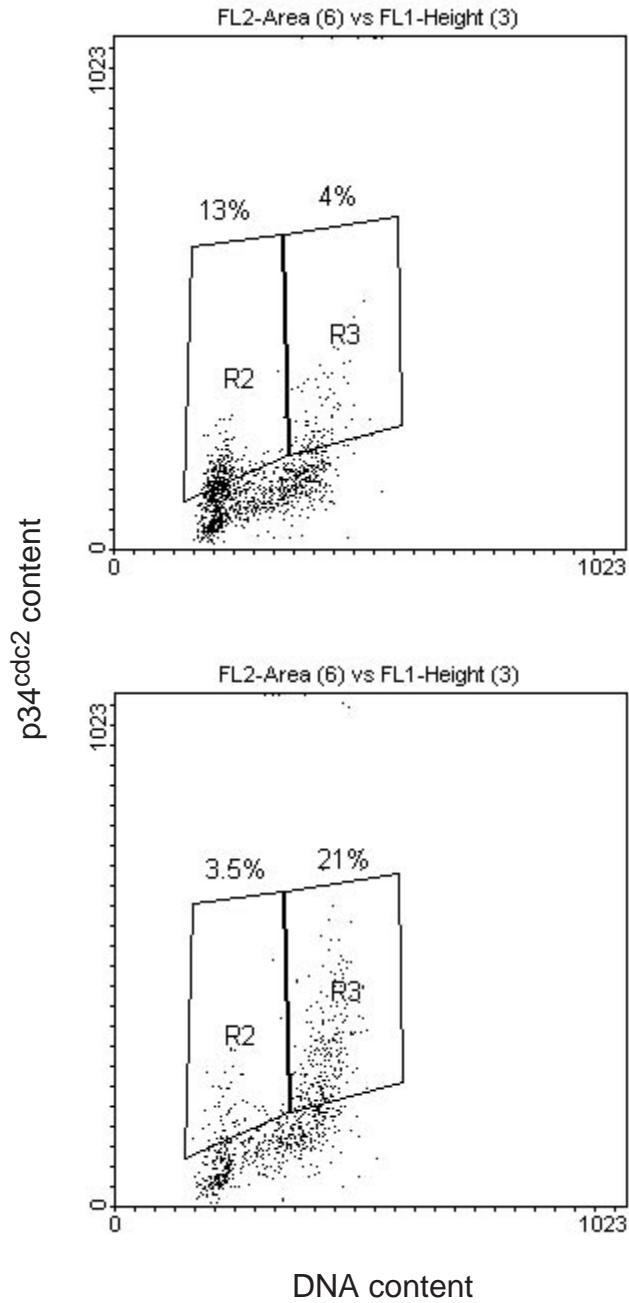 FL2-Area (6) vs FL1-Height (3)
1023
13%
4%
R3
R2
0
0
1023
p34cdc2 content
FL2-Area (6) vs FL1-Height (3)
1023
3.5%
21%
R3
R2
0
0
1023
DNA content